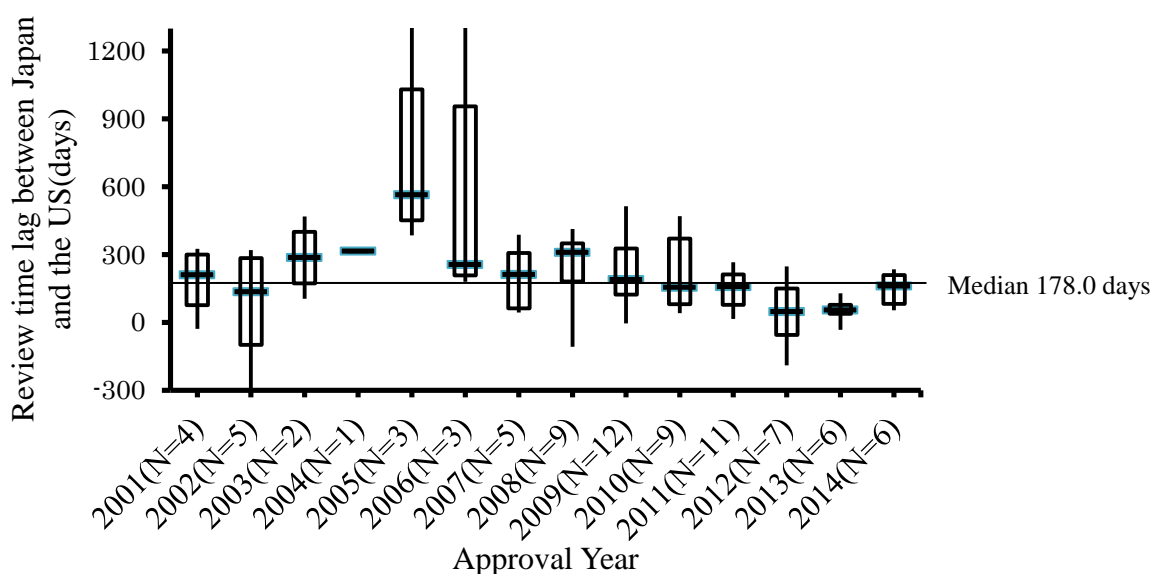 Review time lag between Japan
and the US(days)
1200
900
600
300
0
-300
Median 178.0 days
2001(N=4)
2002(N=5)
2003(N=2)
2004(N=1)
2005(N=3)
2006(N=3)
2007(N=5)
2008(N=9)
2009(N=12)
2010(N=9)
2011(N=11)
2012(N=7)
2013(N=6)
2014(N=6)
Approval Year